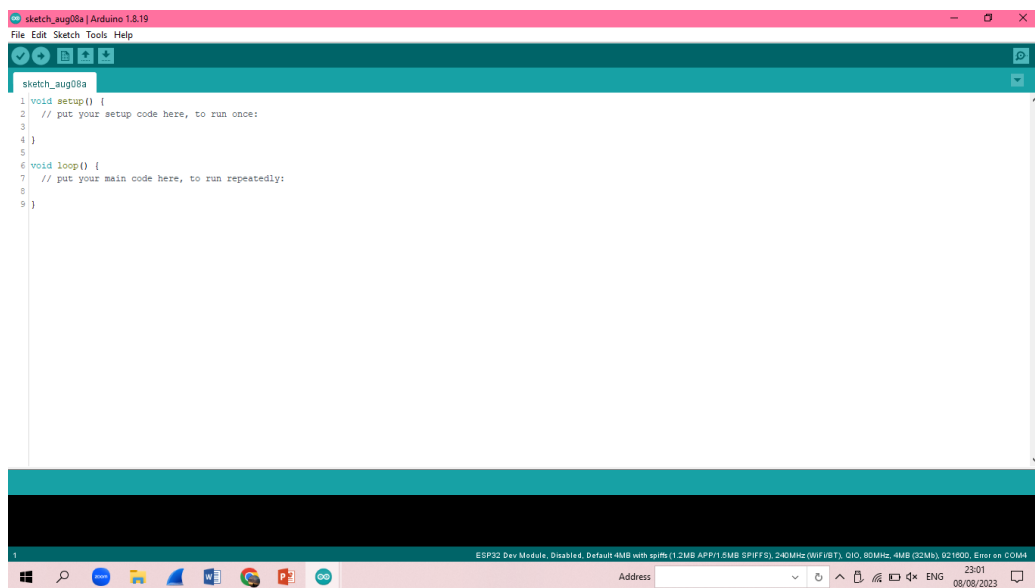 sketch_aug08a | Arduino 1.8.19
File Edit Sketch Tools Help
sketch_aug08a
1 void setup() {
2 // put your setup code here, to run once:
3
4 }
5
6 void loop() {
7 // put your main code here, to run repeatedly:
8
9 }
1 ESP32 Dev Module, Disabled, Default 4MB with spiffs (1.2MB APP/1.5MB SPIFFS), 240MHz (WiFi/BT), QIO, 80MHz, 4MB (32Mb), 921600, Error on COM4
zoom Address ENG 23:01
08/08/2023